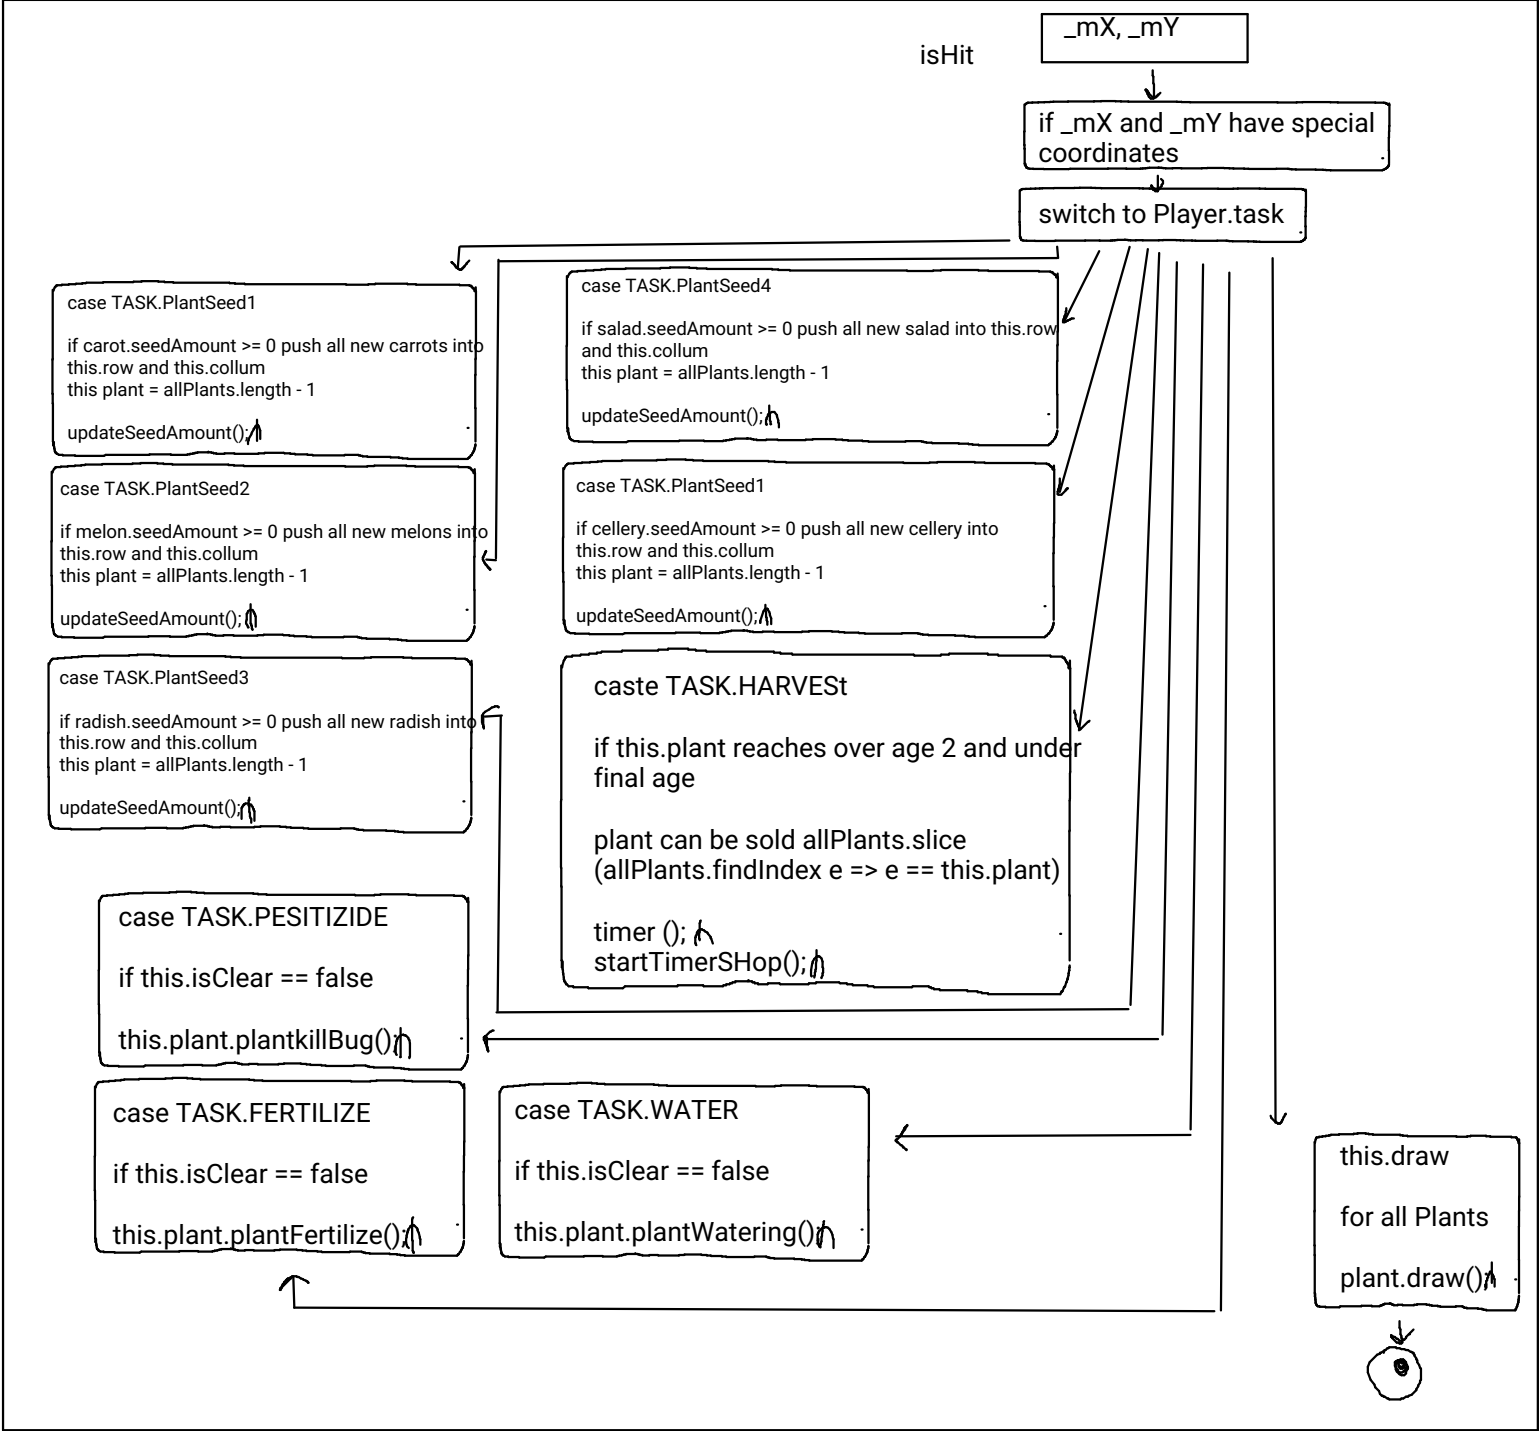 _mX, _mY
isHit
if _mX and _mY have special
coordinates
switch to Player.task
case TASK.PlantSeed1
if carot.seedAmount >= 0 push all new carrots into
this.row and this.collum
this plant = allPlants.length - 1
updateSeedAmount();
case TASK.PlantSeed4
if salad.seedAmount >= 0 push all new salad into this.row
and this.collum
this plant = allPlants.length - 1
updateSeedAmount();
case TASK.PlantSeed2
if melon.seedAmount >= 0 push all new melons into
this.row and this.collum
this plant = allPlants.length - 1
updateSeedAmount();
case TASK.PlantSeed1
if cellery.seedAmount >= 0 push all new cellery into
this.row and this.collum
this plant = allPlants.length - 1
updateSeedAmount();
case TASK.PlantSeed3
if radish.seedAmount >= 0 push all new radish into
this.row and this.collum
this plant = allPlants.length - 1
updateSeedAmount();
caste TASK.HARVESt
if this.plant reaches over age 2 and under
final age
plant can be sold allPlants.slice
(allPlants.findIndex e => e == this.plant)
timer ();
startTimerSHop();
case TASK.PESITIZIDE
if this.isClear == false
this.plant.plantkillBug();
case TASK.FERTILIZE
if this.isClear == false
this.plant.plantFertilize();
case TASK.WATER
if this.isClear == false
this.plant.plantWatering();
this.draw
for all Plants
plant.draw();